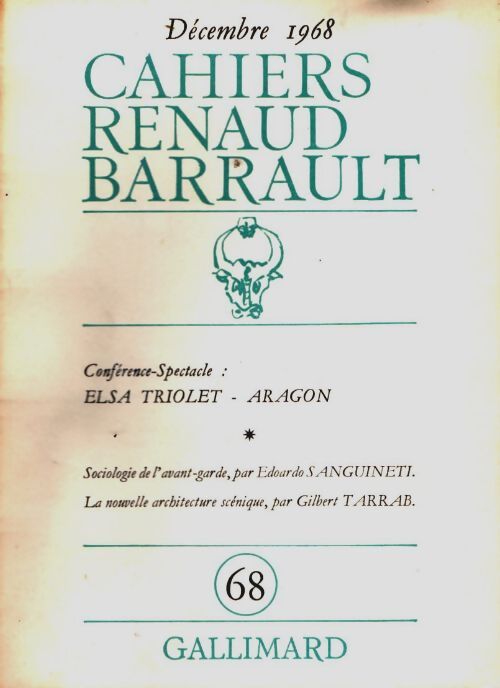 Décembre 1968
CAHIERS
RENAUD
BARRAULT
Conférence-Spectacle :
ELSA TRIOLET - ARAGON
*
Sociologie de l'avant-garde, par Edoardo SANGUINETI.
La nouvelle architecture scénique, par Gilbert TARRAB.
68
GALLIMARD